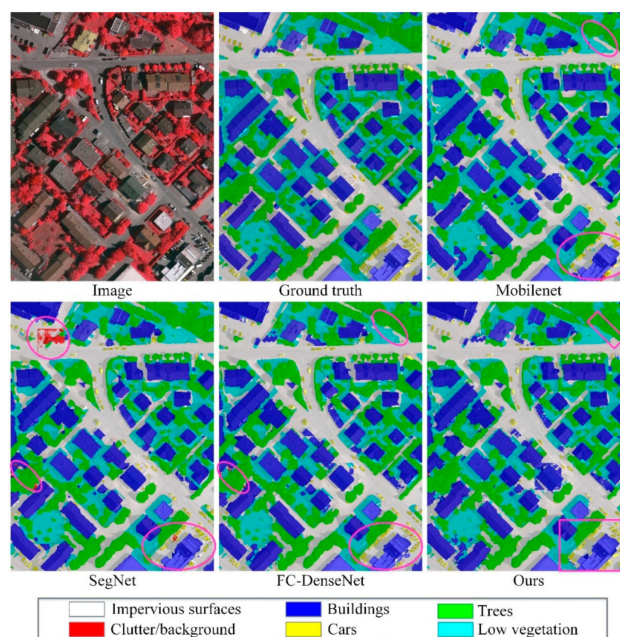 Image Ground truth Mobilenet
SegNet FC-DenseNet Ours
Impervious surfaces Buildings Trees
Clutter/background Cars Low vegetation